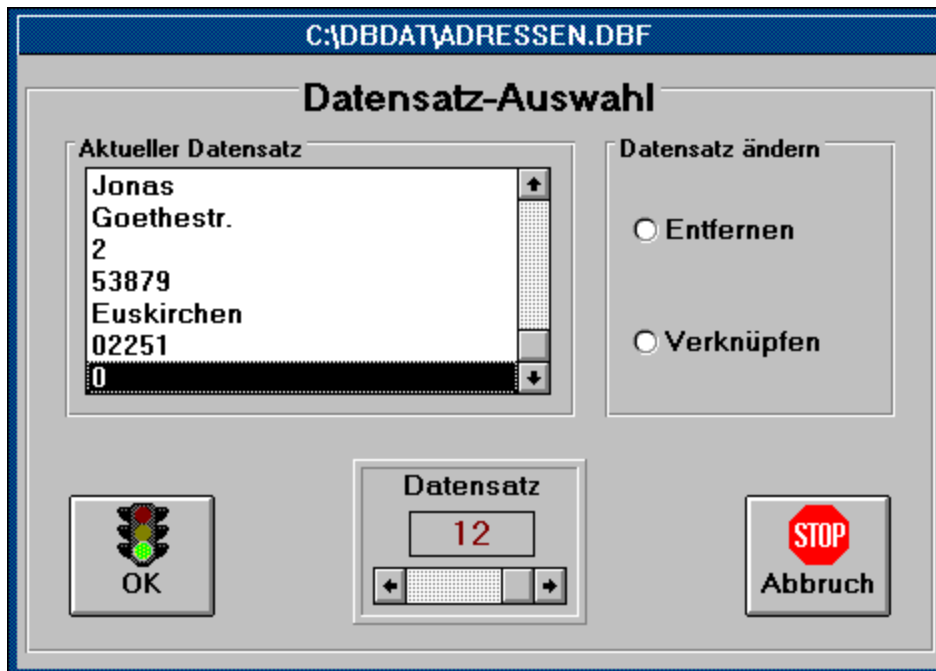 C:\DBDAT\ADRESSEN.DBF
Datensatz-Auswahl
Aktueller Datensatz
Jonas
Goethestr.
2
53879
Euskirchen
02251
0
Datensatz ändern
Entfernen
Verknüpfen
OK
Datensatz
12
STOP
Abbruch